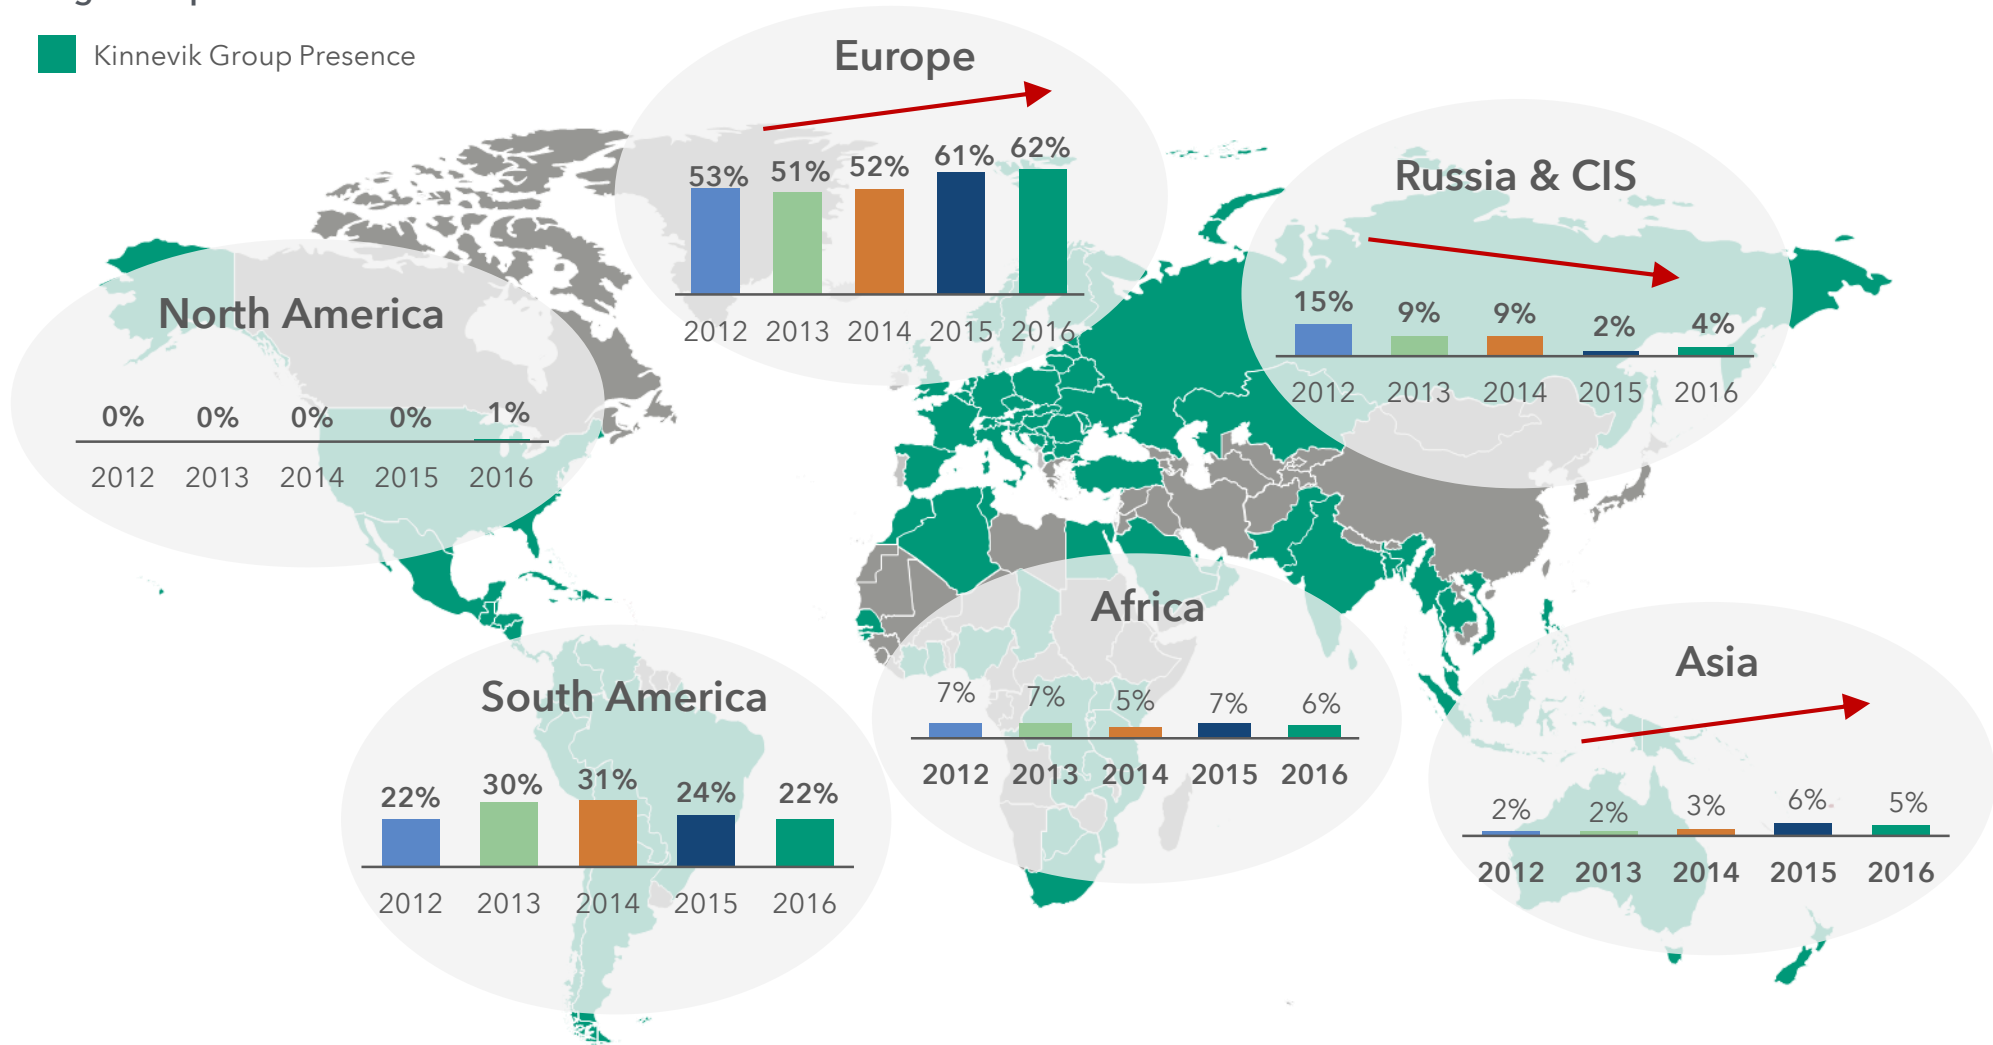 Kinnevik Group Presence
Europe
53% 51% 52% 61% 62%
2012 2013 2014 2015 2016
Russia & CIS
15% 9% 9% 2% 4%
2012 2013 2014 2015 2016
North America
0% 0% 0% 0% 1%
2012 2013 2014 2015 2016
Africa
7% 7% 5% 7% 6%
2012 2013 2014 2015 2016
Asia
2% 2% 3% 6% 5%
2012 2013 2014 2015 2016
South America
22% 30% 31% 24% 22%
2012 2013 2014 2015 2016